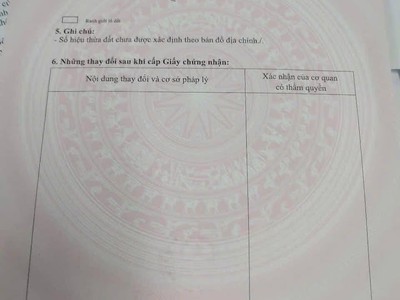 Ranh giới lô đất
5. Ghi chú:
- Số hiệu thửa đất chưa được xác định theo bản đồ địa chính./.
6. Những thay đổi sau khi cấp Giấy chứng nhận:
Nội dung thay đổi và cơ sở pháp lý
Xác nhận của cơ quan
có thẩm quyền